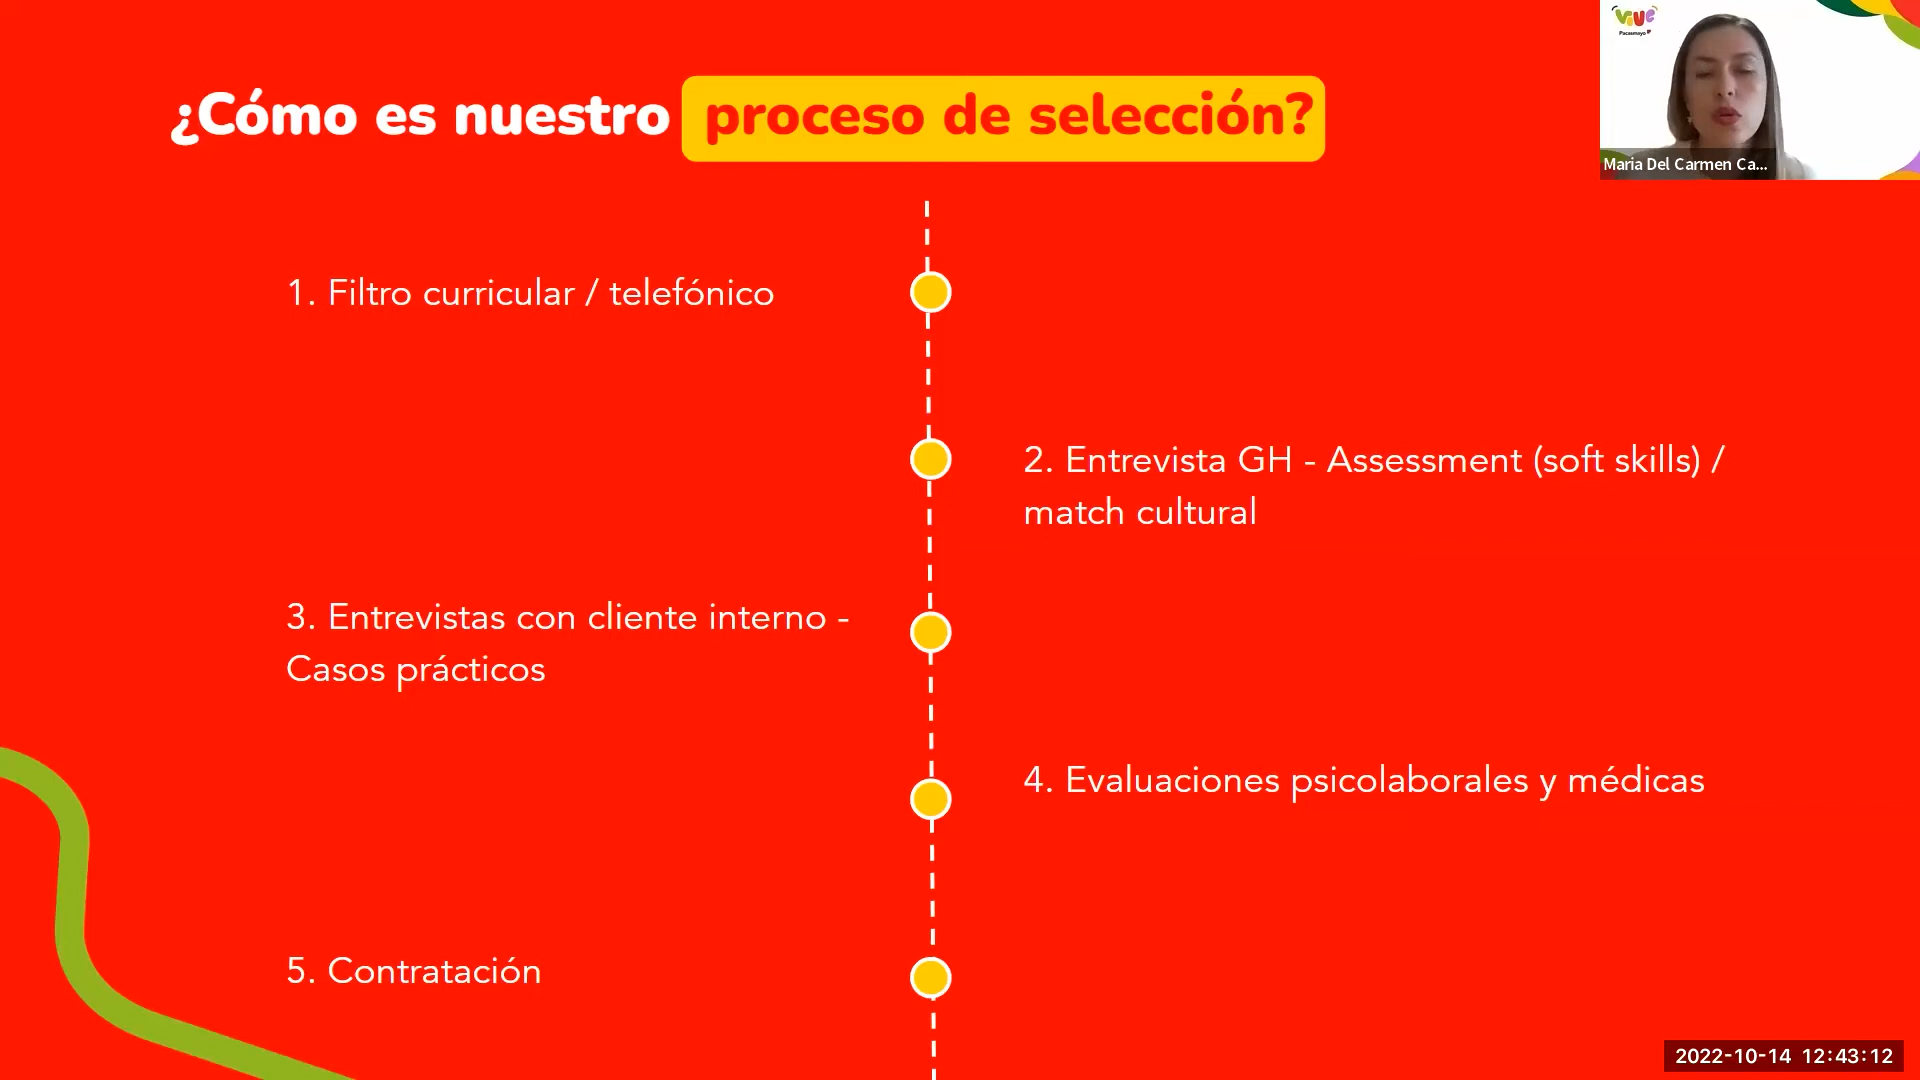 ¿Cómo es nuestro proceso de selección?
Vive
Pacasmayo
Maria Del Carmen Ca...
1. Filtro curricular / telefónico
2. Entrevista GH - Assessment (soft skills) /
match cultural
3. Entrevistas con cliente interno -
Casos prácticos
4. Evaluaciones psicolaborales y médicas
5. Contratación
2022-10-14 12:43:12